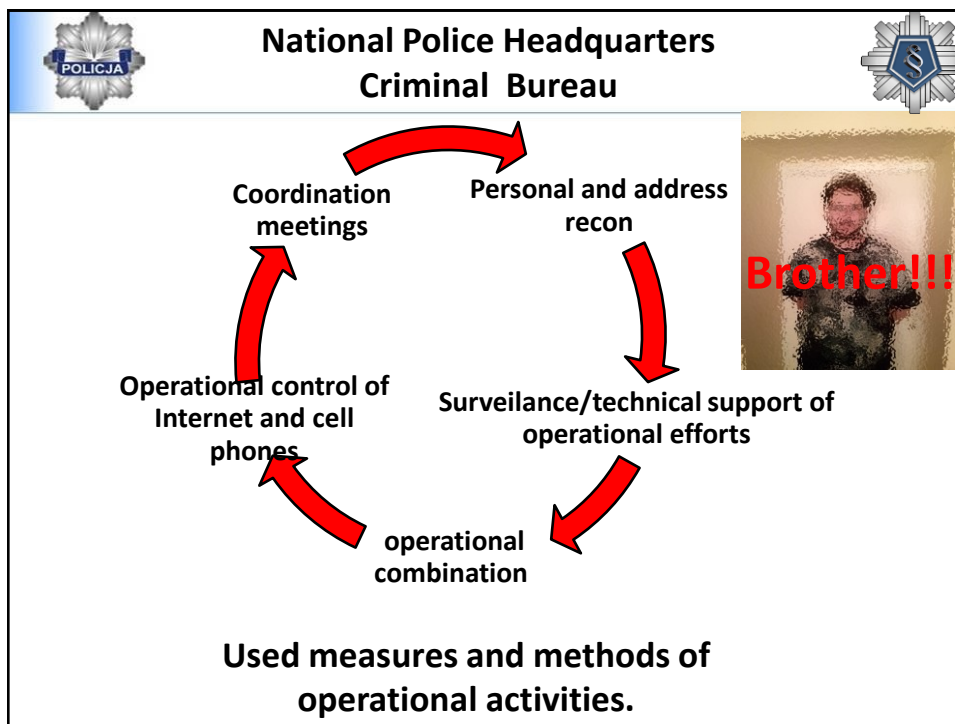 POLICJA
National Police Headquarters
Criminal  Bureau
§
Coordination
meetings
Personal and address
recon
Brother!!!
Operational control of
Internet and cell
phones
Surveilance/technical support of
operational efforts
operational
combination
Used measures and methods of
operational activities.